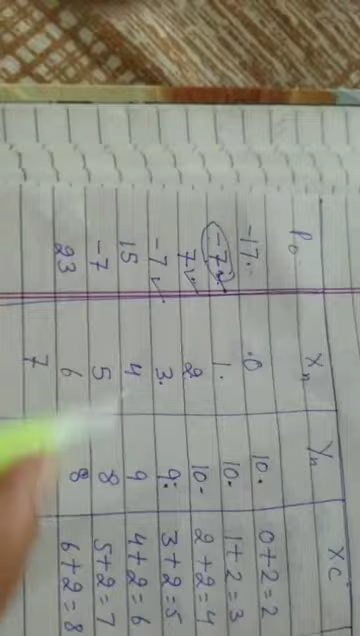 P₀ Xn Yn XC
-17. .0 10. 0+2=2
-7 1. 10. 1+2=3
7 2 10. 2+2=4
-7 3. 9. 3+2=5
15 4 9 4+2=6
-7 5 8 5+2=7
23 6 8 6+2=8
7